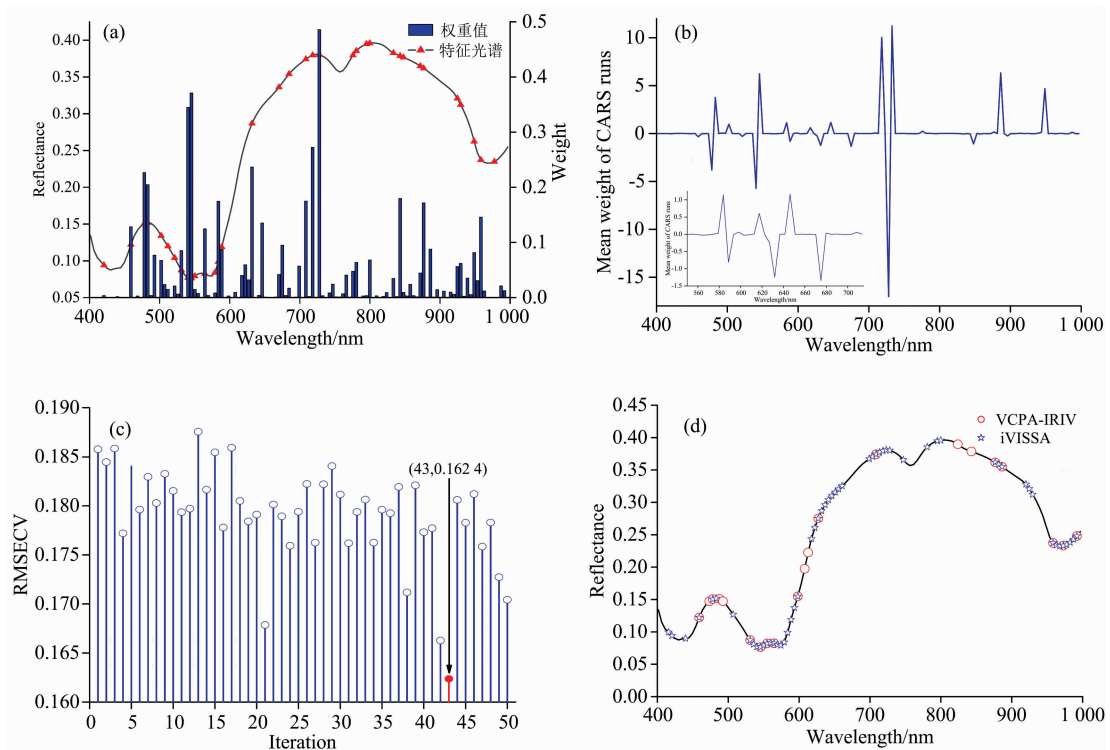 (a)
权重值
特征光谱
0.40
0.35
0.30
0.25
0.20
0.15
0.10
0.05
Reflectance
0.5
0.4
0.3
0.2
0.1
0.0
Weight
400 500 600 700 800 900 1 000
Wavelength/nm
(b)
10
5
0
-5
-10
-15
Mean weight of CARS runs
1.0
0.5
0.0
-0.5
-1.0
-1.5
Mean weight of CARS runs
560 580 600 620 640 660 680 700
Wavelength/nm
400 500 600 700 800 900 1 000
Wavelength/nm
(c)
(43,0.162 4)
0.190
0.185
0.180
0.175
0.170
0.165
0.160
RMSECV
0 5 10 15 22 25 30 35 40 45 50
Iteration
(d)
VCPA-IRIV
iVISSA
0.45
0.40
0.35
0.30
0.25
0.20
0.15
0.10
0.05
0.00
Reflectance
400 500 600 700 800 900 1 000
Wavelength/nm